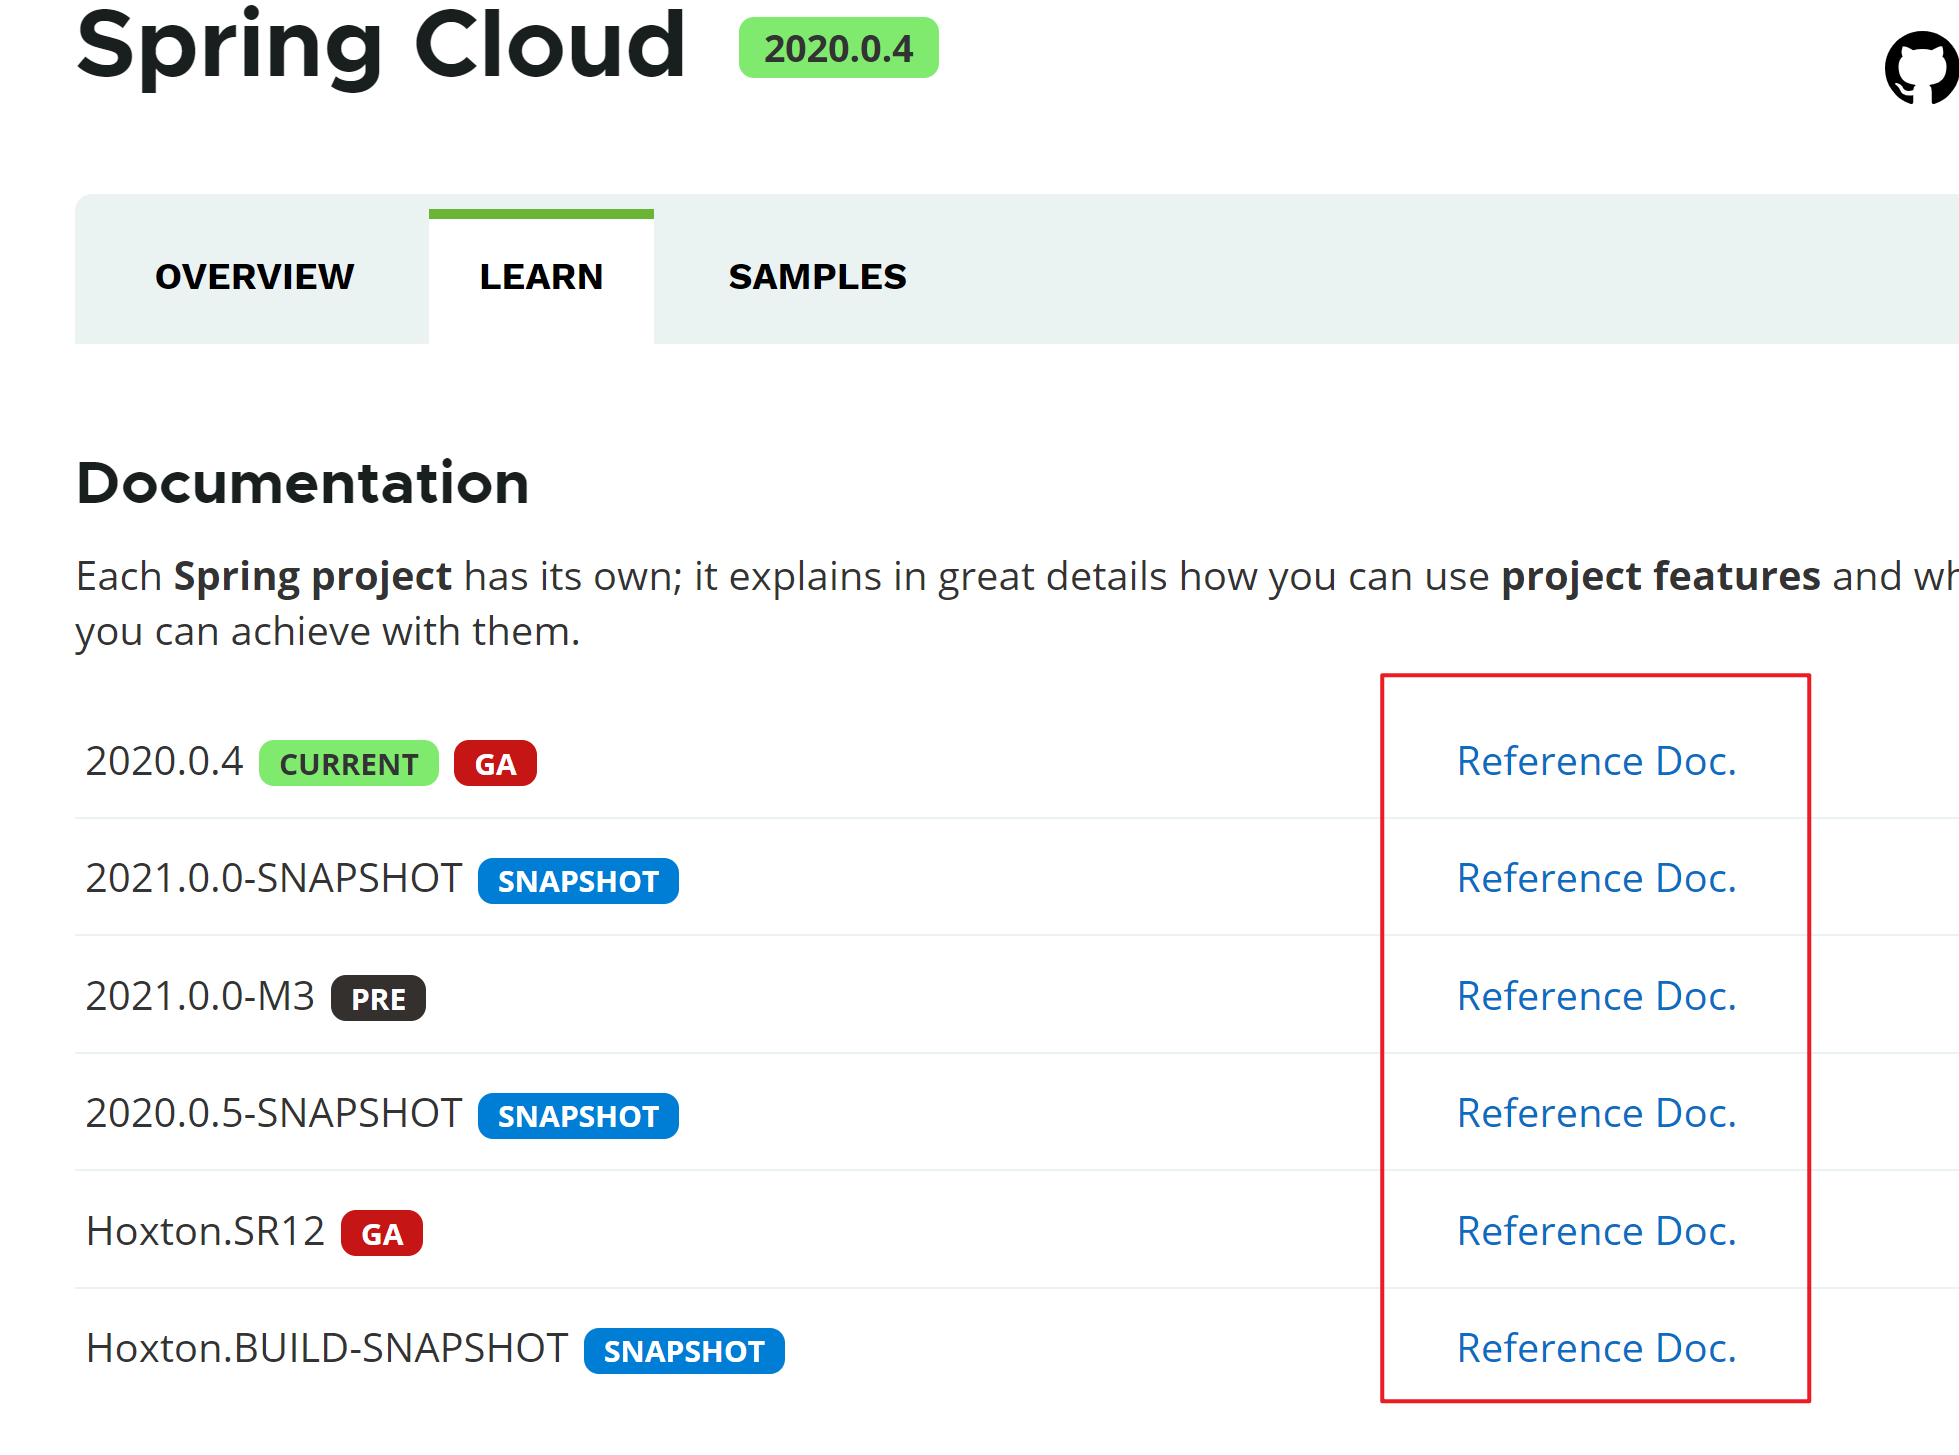 Spring Cloud 2020.0.4
OVERVIEW LEARN SAMPLES
Documentation
Each Spring project has its own; it explains in great details how you can use project features and
you can achieve with them.
2020.0.4 CURRENT GA Reference Doc.
2021.0.0-SNAPSHOT SNAPSHOT Reference Doc.
2021.0.0-M3 PRE Reference Doc.
2020.0.5-SNAPSHOT SNAPSHOT Reference Doc.
Hoxton.SR12 GA Reference Doc.
Hoxton.BUILD-SNAPSHOT SNAPSHOT Reference Doc.